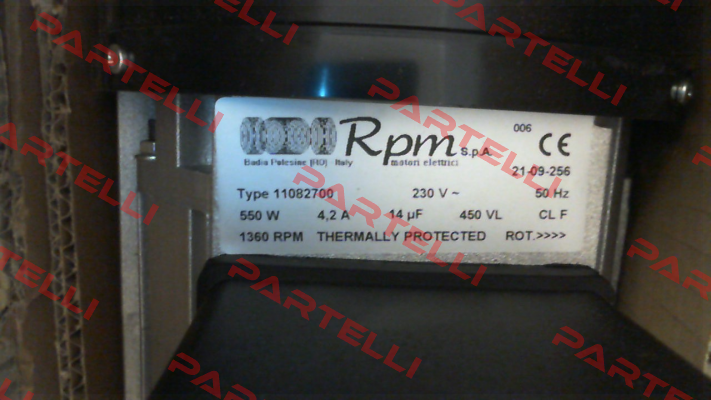 Rpm S.p.A.
006
CE
Badia Polesine (RO) Italy motori elettrici
21-09-256
Type 11082700 230 V ~ 50 Hz
550 W 4,2 A 14 µF 450 VL CL F
1360 RPM THERMALLY PROTECTED ROT.>>>>
PARTELLI
PARTELLI
PARTELLI
PARTELLI
PARTELLI
PARTELLI
PARTELLI